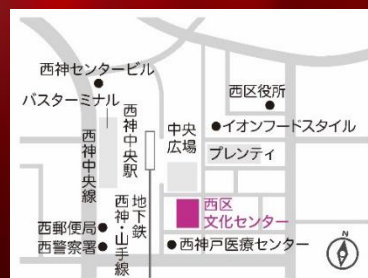 西神センタービル
バスターミナル
西神中央線
西神中央駅
地下鉄
西神・山手線
中央
広場
西区役所
イオンフードスタイル
プレンティ
西区
文化センター
西郵便局
西警察署
西神戸医療センター
N